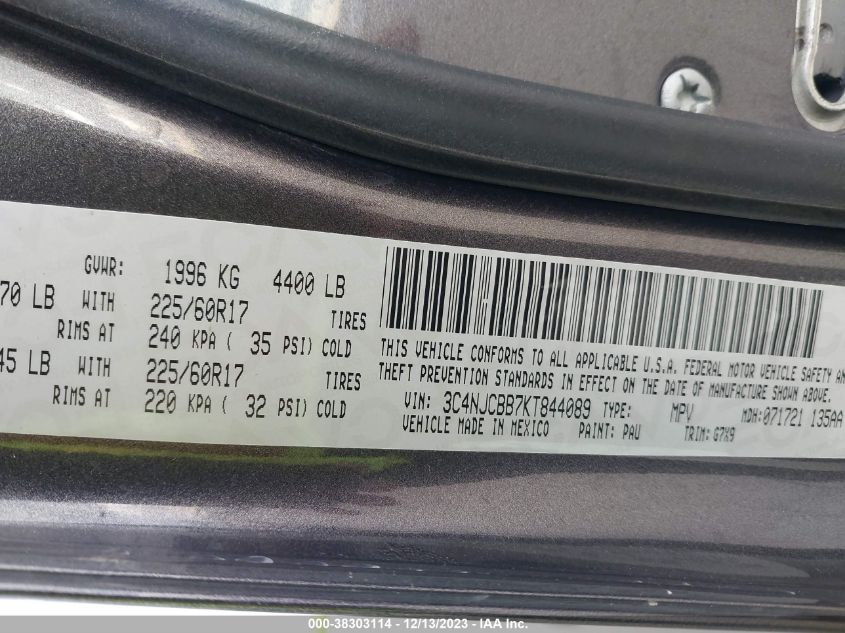 GVWR: 1996 KG 4400 LB
70 LB WITH 225/60R17 TIRES
RIMS AT 240 KPA ( 35 PSI) COLD
45 LB WITH 225/60R17 TIRES
RIMS AT 220 KPA ( 32 PSI) COLD
THIS VEHICLE CONFORMS TO ALL APPLICABLE U.S.A. FEDERAL MOTOR VEHICLE SAFETY AN
THEFT PREVENTION STANDARDS IN EFFECT ON THE DATE OF MANUFACTURE SHOWN ABOVE.
VIN: 3C4NJCBB7KT844089 TYPE: MPV MDH:071721 135AA
VEHICLE MADE IN MEXICO PAINT: PAU TRIM: G7X9
000-38303114 - 12/13/2023 - IAA Inc.